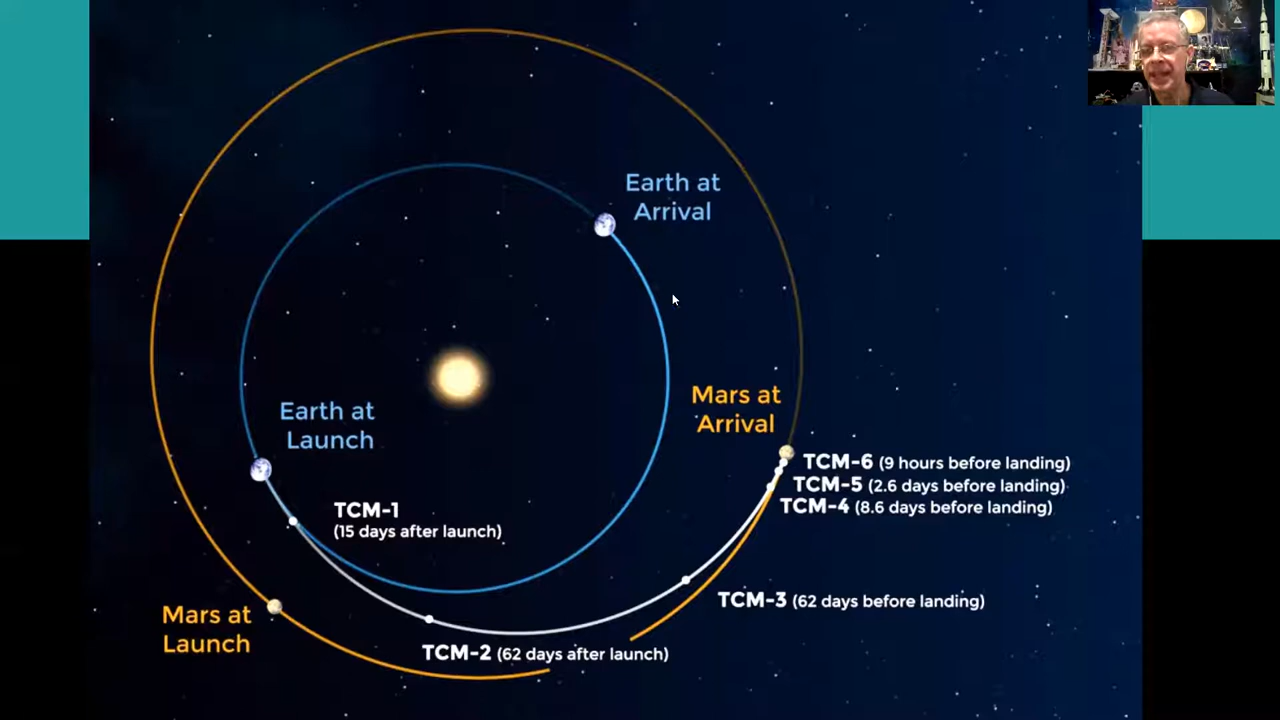 Earth at
Arrival
Mars at
Arrival
Earth at
Launch
TCM-6 (9 hours before landing)
TCM-5 (2.6 days before landing)
TCM-4 (8.6 days before landing)
TCM-1
(15 days after launch)
TCM-3 (62 days before landing)
Mars at
Launch
TCM-2 (62 days after launch)